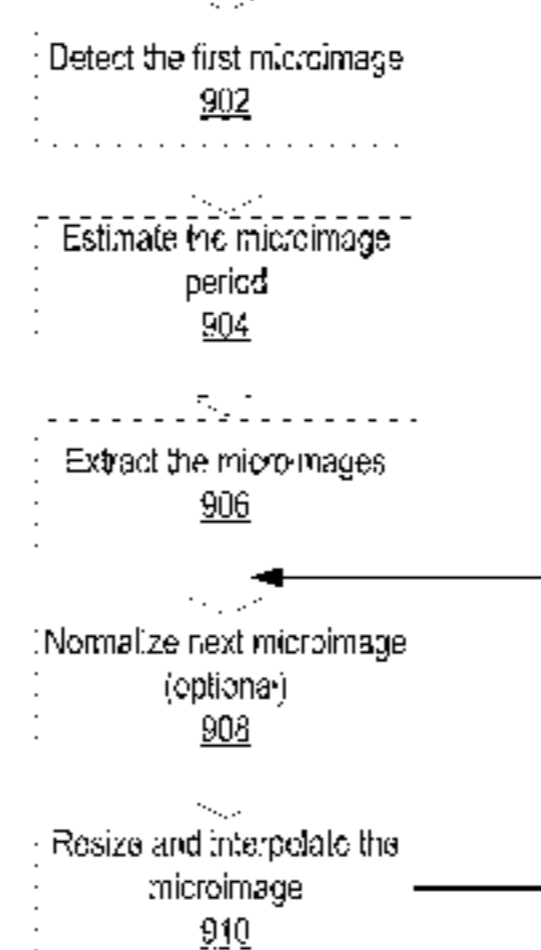 Detect the first microimage
902
Estimate the microimage
period
904
Extract the microimages
906
Normalize next microimage
(optional)
908
Resize and interpolate the
microimage
910